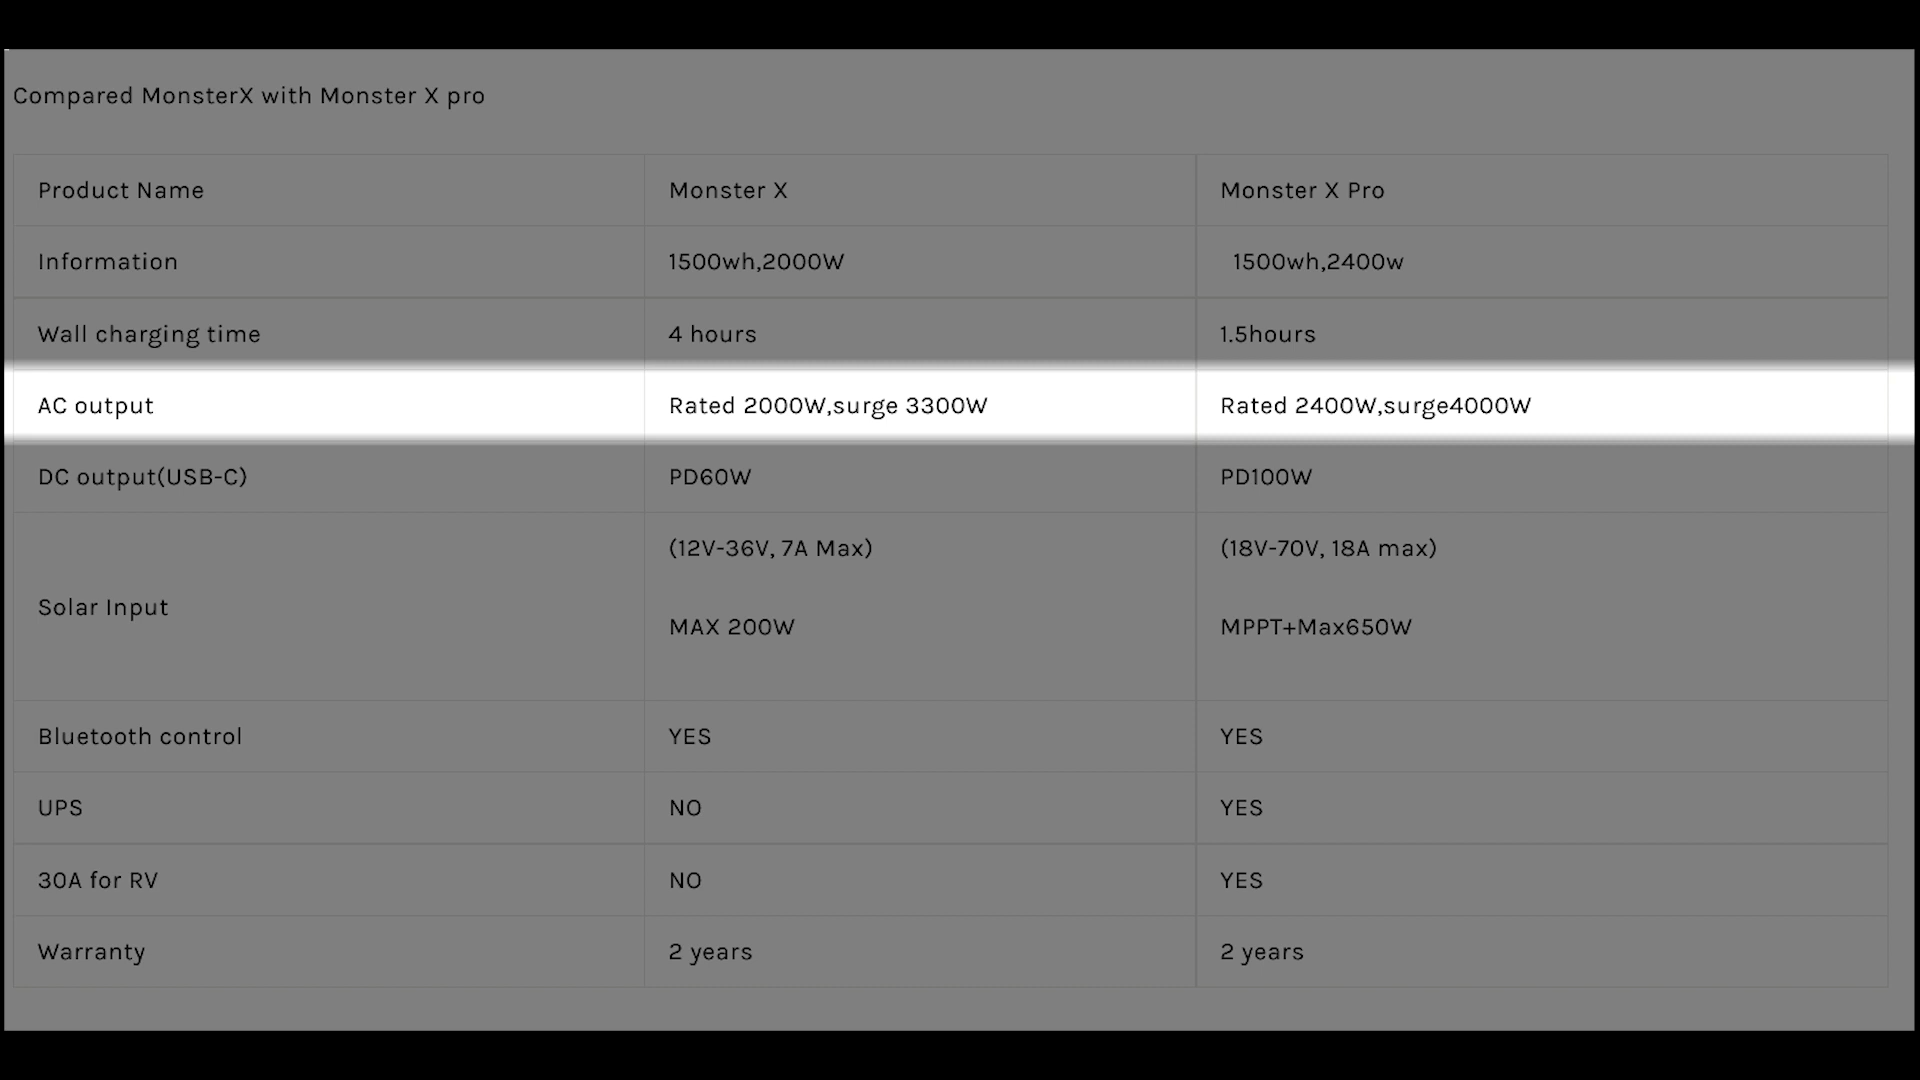 Compared MonsterX with Monster X pro
Product Name Monster X Monster X Pro
Information 1500wh,2000W 1500wh,2400w
Wall charging time 4 hours 1.5hours
AC output Rated 2000W,surge 3300W Rated 2400W,surge4000W
DC output(USB-C) PD60W PD100W
(12V-36V, 7A Max) (18V-70V, 18A max)
Solar Input
MAX 200W MPPT+Max650W
Bluetooth control YES YES
UPS NO YES
30A for RV NO YES
Warranty 2 years 2 years